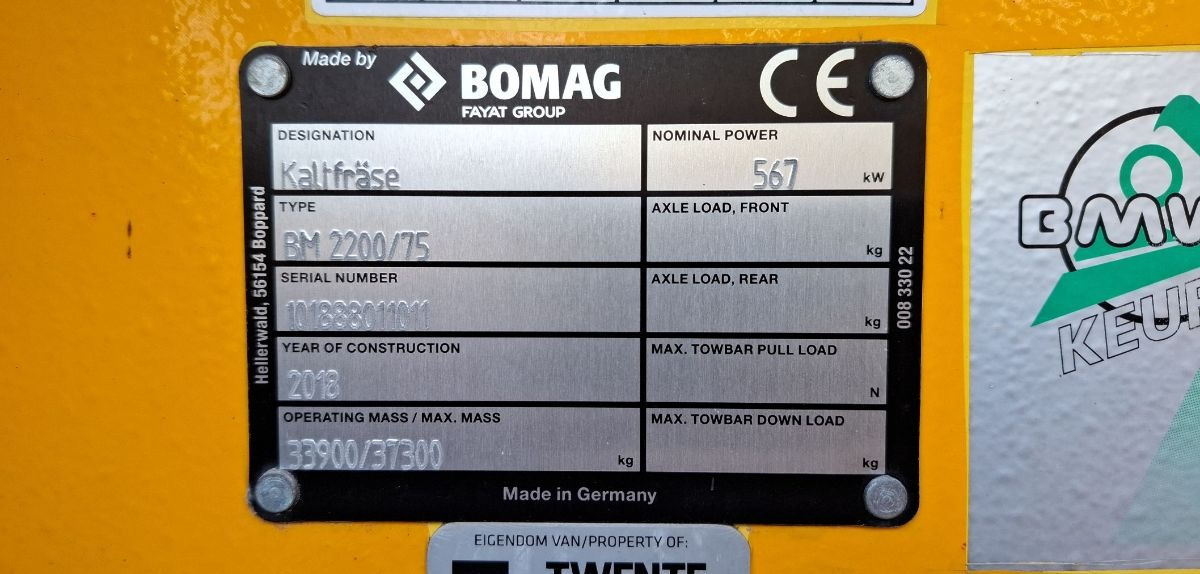 Made by
BOMAG
FAYAT GROUP
CE
DESIGNATION
Kaltfräse
NOMINAL POWER
567 kW
TYPE
BM 2200/75
AXLE LOAD, FRONT
kg
SERIAL NUMBER
101888011011
AXLE LOAD, REAR
kg
YEAR OF CONSTRUCTION
2018
MAX. TOWBAR PULL LOAD
N
OPERATING MASS / MAX. MASS
33900/37300 kg
MAX. TOWBAR DOWN LOAD
kg
Made in Germany
Hellerwald, 56154 Boppard
008 330 22
EIGENDOM VAN/PROPERTY OF:
TWENTE
BMW
KEUR